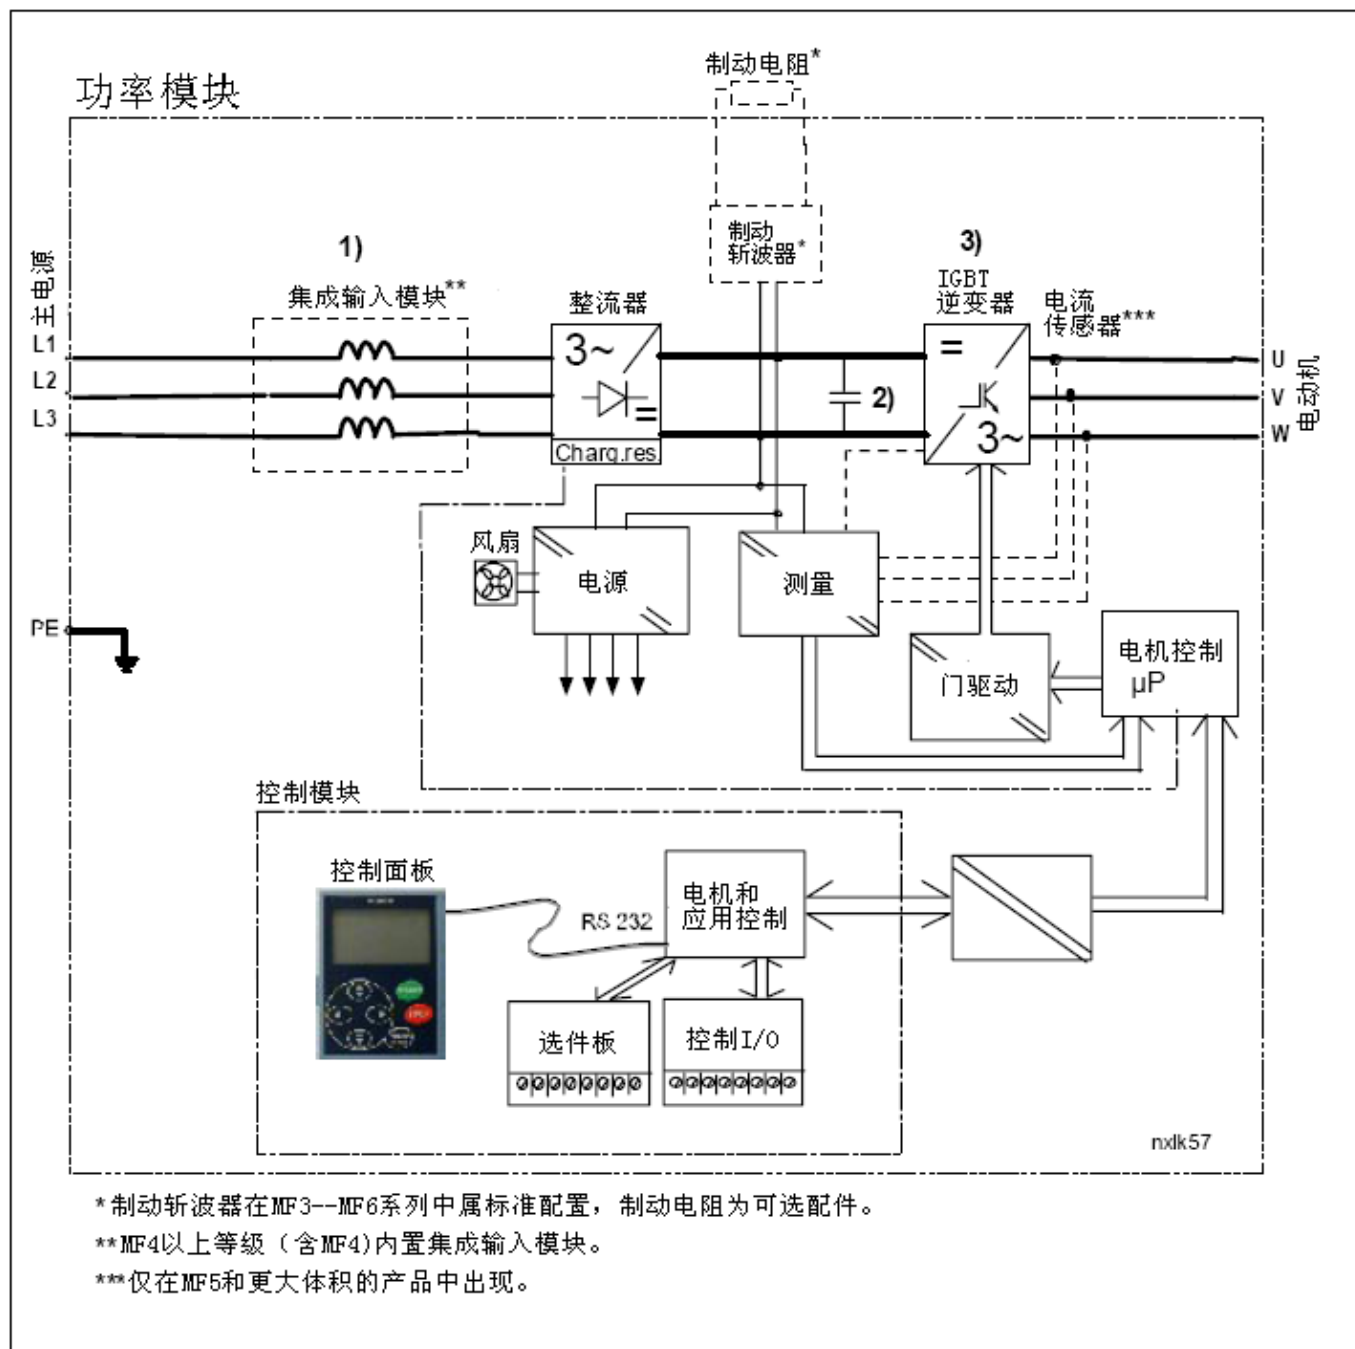 制动电阻*
功率模块
制动
斩波器*
1)
3)
主电源
集成输入模块**
整流器
IGBT
逆变器
电流
传感器***
L1
L2
L3
3~
=
Charg.res
2)
=
3~
U
V
W
电动机
风扇
电源
测量
PE
门驱动
电机控制
μP
控制模块
控制面板
RS 232
电机和
应用控制
选件板
控制I/O
nxlk57
*制动斩波器在MF3--MF6系列中属标准配置，制动电阻为可选配件。
**MF4以上等级（含MF4)内置集成输入模块。
***仅在MF5和更大体积的产品中出现。